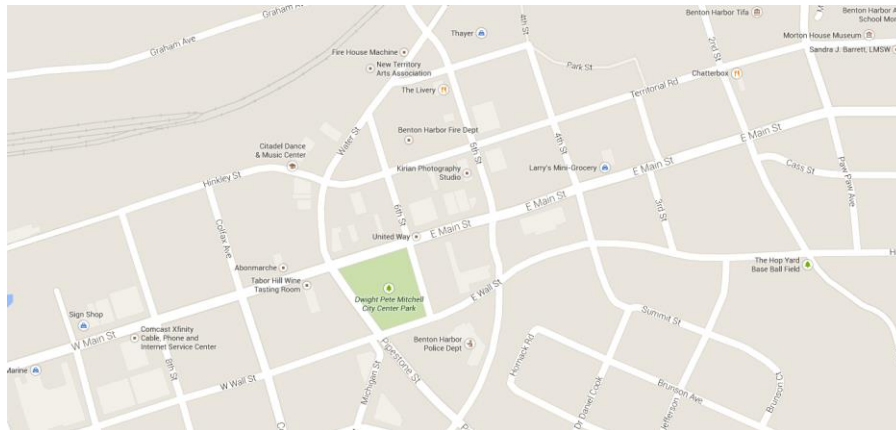 Graham Ave
Graham Av
4th St
Benton Harbor Tifa
Benton Harbor A
School Mor
Thayer
Morton House Museum
Fire House Machine
2nd St
Sandra J. Barrett, LMSW
New Territory
Arts Association
Park St
Chatterbox
The Livery
Territorial Rd
Water St
Benton Harbor Fire Dept
E Main St
Citadel Dance
& Music Center
5th St
4th St
Kirian Photography
Studio
Larry's Mini-Grocery
E Main St
Cass St
Paw Paw Ave
Hinkley St
6th St
E Main St
3rd St
Colfax Ave
United Way
E Main St
Abonmarche
The Hop Yard
Base Ball Field
Tabor Hill Wine
Tasting Room
Dwight Pete Mitchell
City Center Park
E Wall St
Sign Shop
Summit St
Comcast Xfinity
Cable, Phone and
Internet Service Center
W Main St
Benton Harbor
Police Dept
Hornack Rd
Marine
8th St
W Wall St
Michigan St
Pipestone St
Dr Daniel Cook
Jefferson
Brunson Ave
Brunson Ct